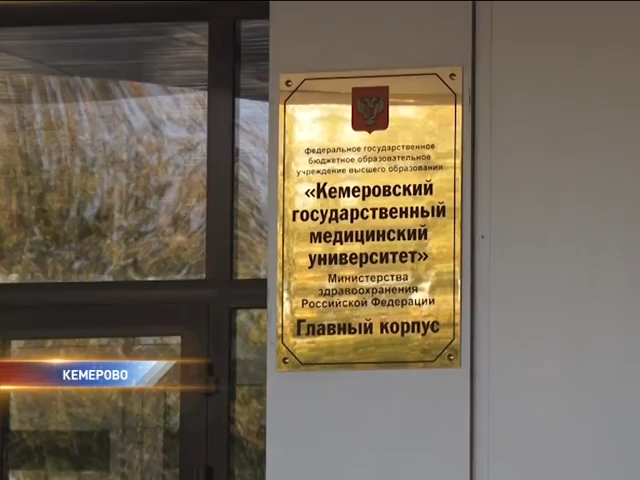 федеральное государственное
бюджетное образовательное
учреждение высшего образования
«Кемеровский
государственный
медицинский
университет»
Министерства
здравоохранения
Российской Федерации
Главный корпус
КЕМЕРОВО